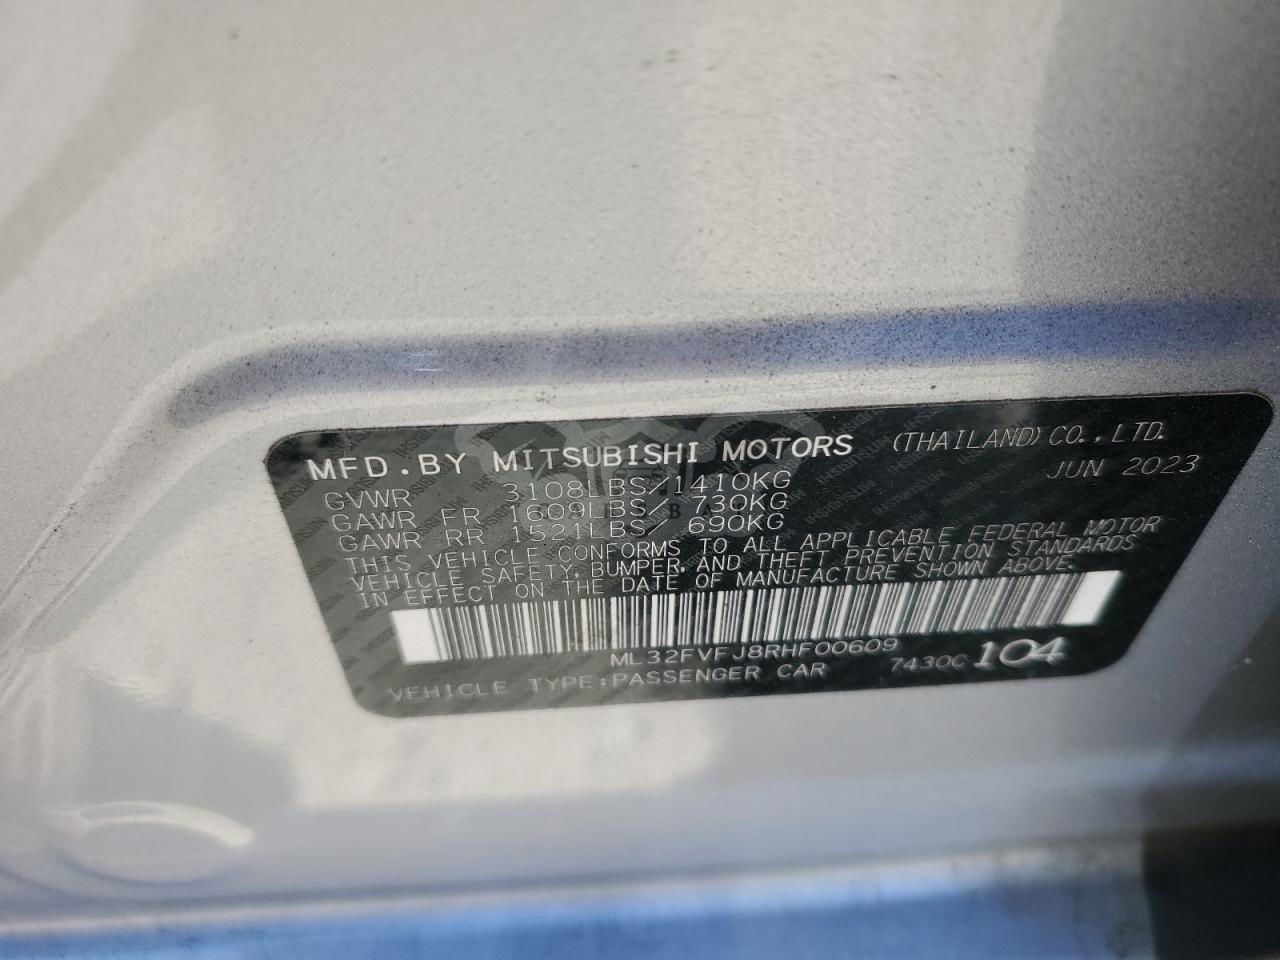 MFD.BY MITSUBISHI MOTORS (THAILAND)CO.,LTD.
JUN 2023
GVWR 3108LBS/1410KG
GAWR FR 1609LBS/ 730KG
GAWR RR 1521LBS/ 690KG
THIS VEHICLE CONFORMS TO ALL APPLICABLE FEDERAL MOTOR
VEHICLE SAFETY,BUMPER,AND THEFT PREVENTION STANDARDS
IN EFFECT ON THE DATE OF MANUFACTURE SHOWN ABOVE.
ML32FVFJ8RHF00609
VEHICLE TYPE:PASSENGER CAR 7430C 104